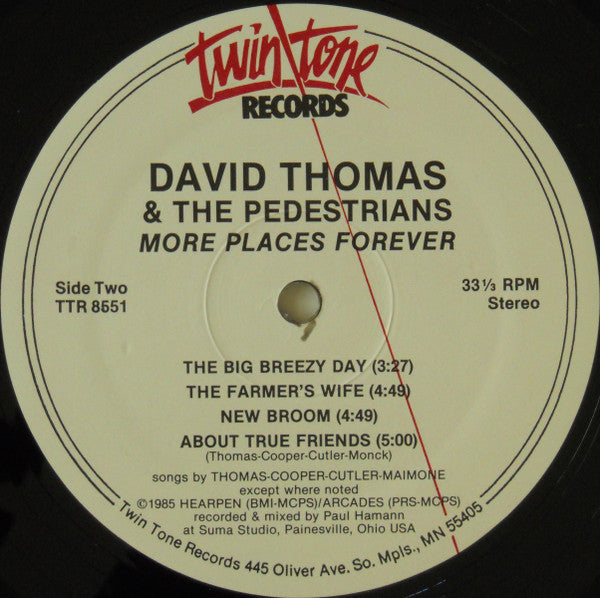 twin/tone
RECORDS
DAVID THOMAS
& THE PEDESTRIANS
MORE PLACES FOREVER
Side Two
TTR 8551
33⅓ RPM
Stereo
THE BIG BREEZY DAY (3:27)
THE FARMER'S WIFE (4:49)
NEW BROOM (4:49)
ABOUT TRUE FRIENDS (5:00)
(Thomas-Cooper-Cutler-Monck)
songs by THOMAS-COOPER-CUTLER-MAIMONE
except where noted
©1985 HEARPEN (BMI-MCPS)/ARCADES (PRS-MCPS)
recorded & mixed by Paul Hamann
at Suma Studio, Painesville, Ohio USA
Twin Tone Records 445 Oliver Ave. So. Mpls., MN 55405